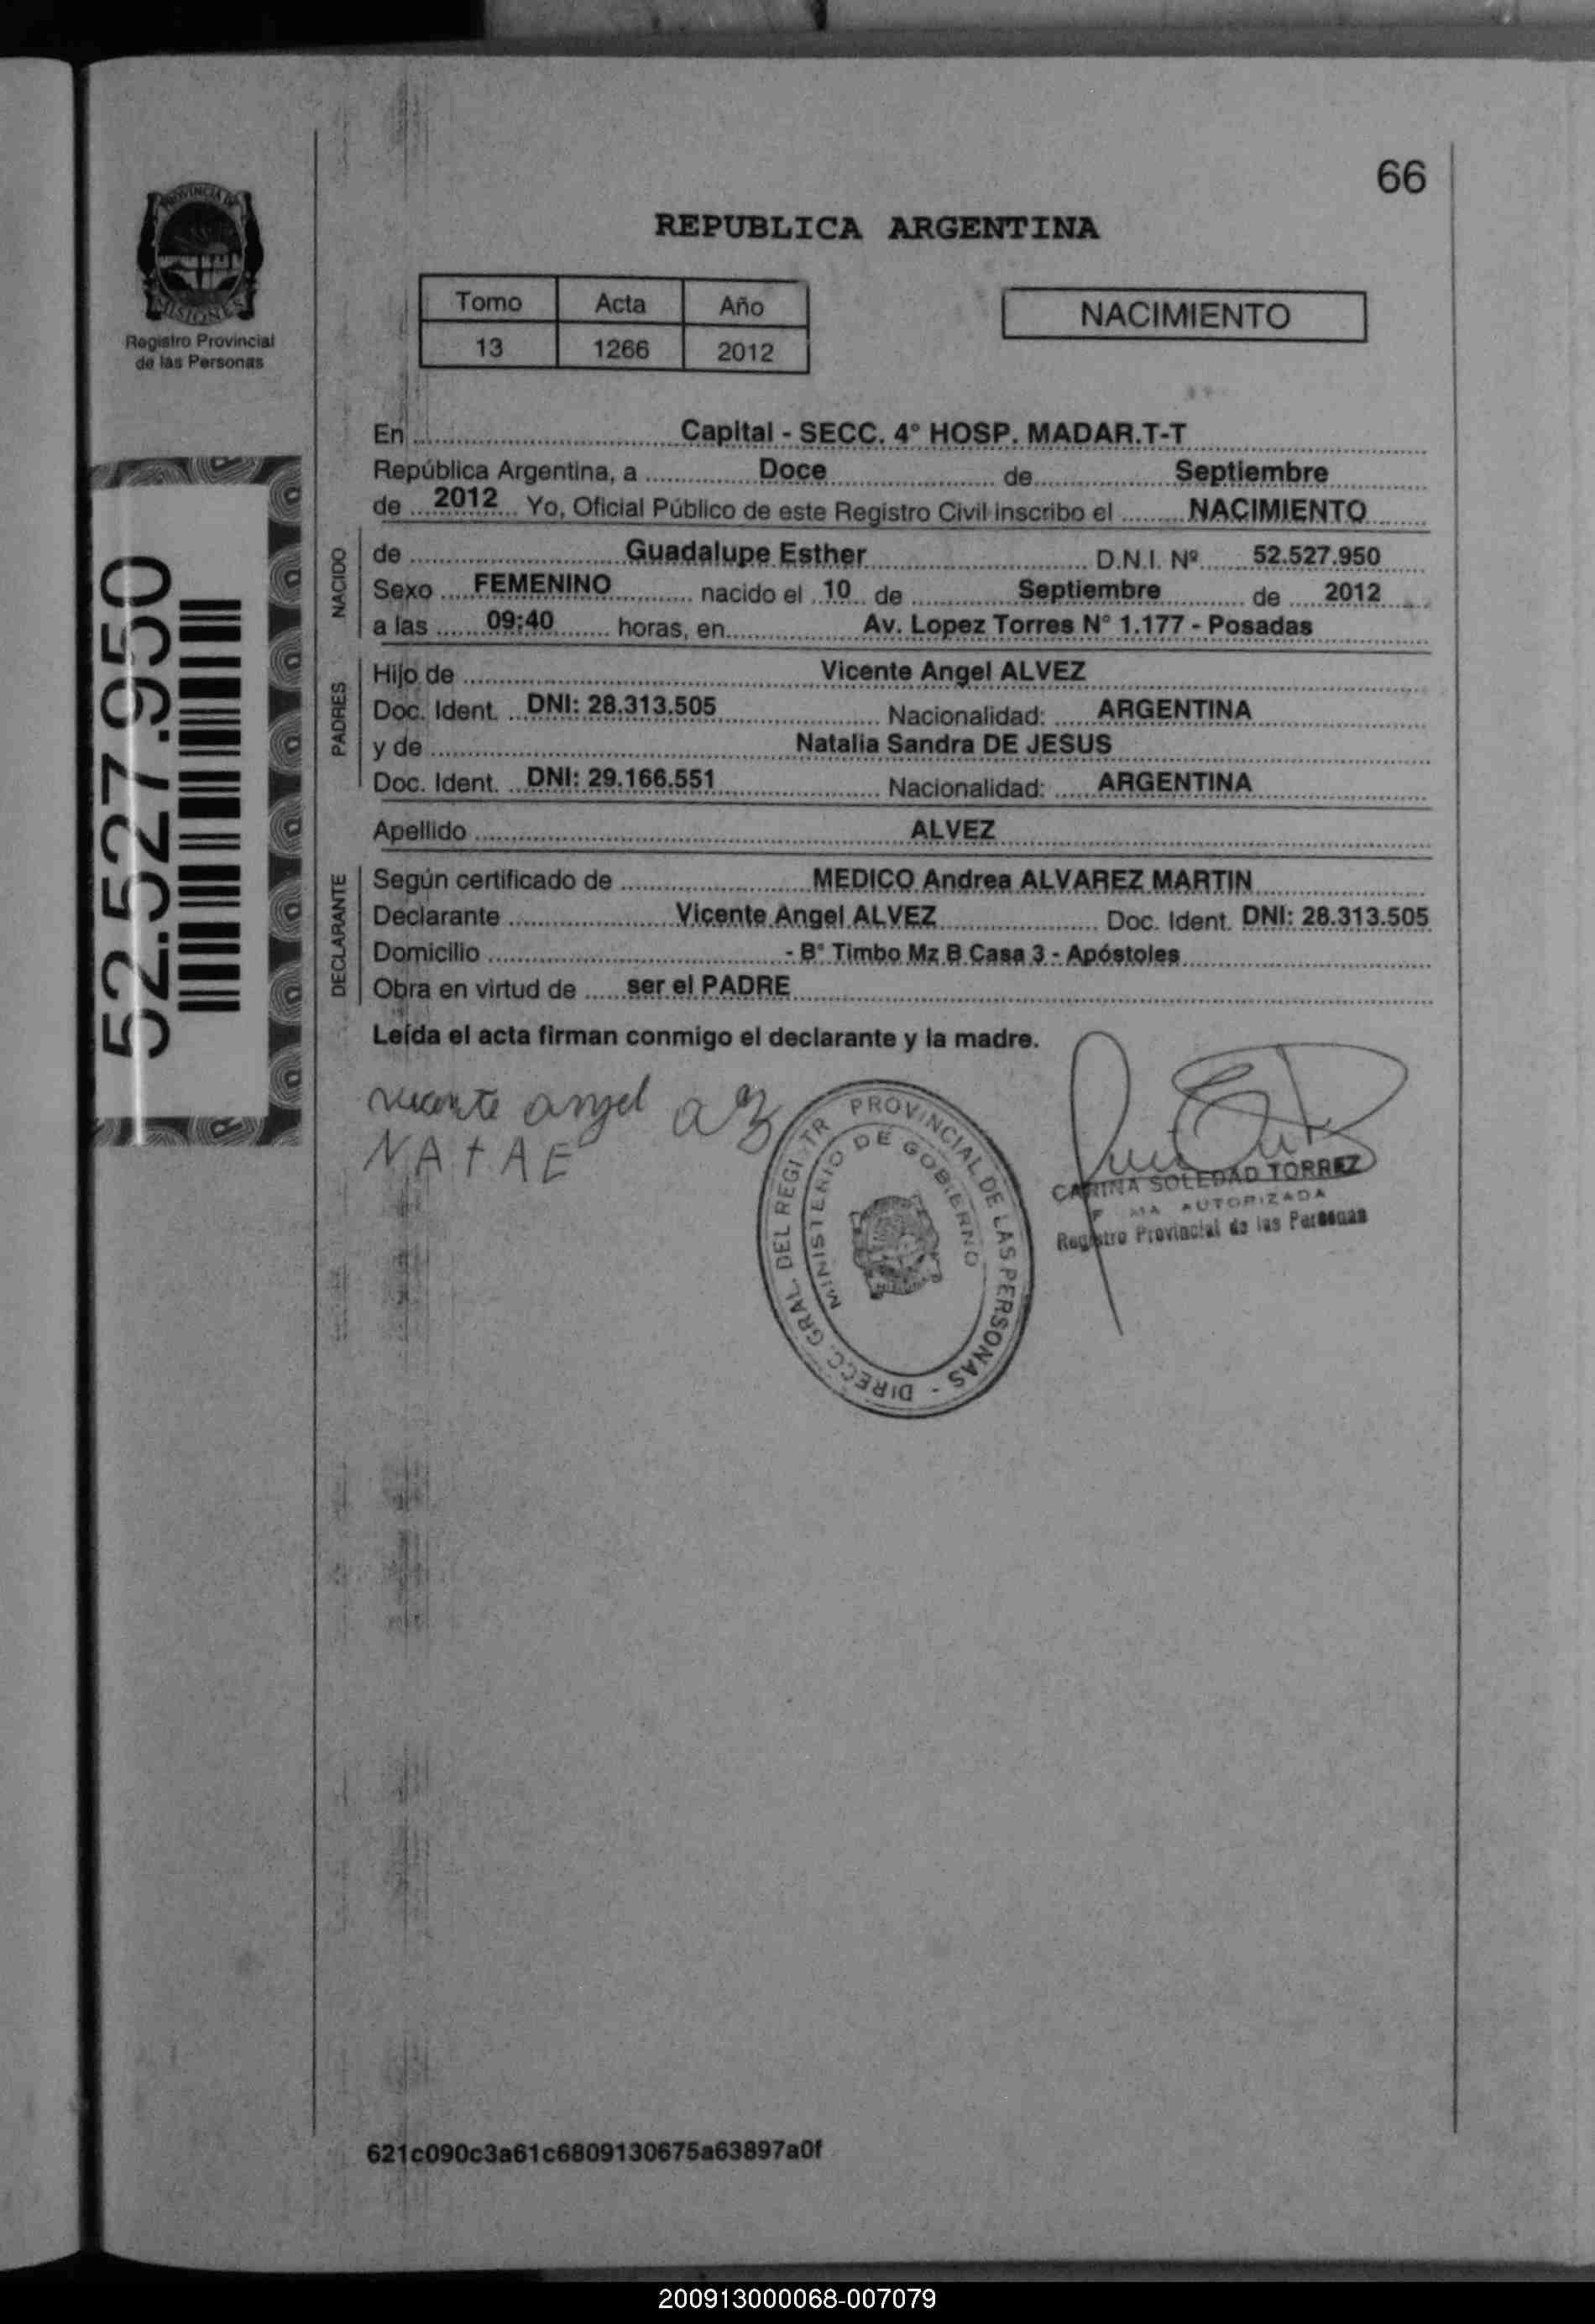 66
PROVINCIA DE
MISIONES
Registro Provincial
de las Personas
REPUBLICA ARGENTINA
Tomo Acta Año
13 1266 2012
NACIMIENTO
52.527.950
En Capital - SECC. 4° HOSP. MADAR.T-T
República Argentina, a Doce de Septiembre
de 2012 Yo, Oficial Público de este Registro Civil inscribo el NACIMIENTO
NACIDO
de Guadalupe Esther D.N.I. Nº 52.527.950
Sexo FEMENINO nacido el 10 de Septiembre de 2012
a las 09:40 horas, en Av. Lopez Torres N° 1.177 - Posadas
PADRES
Hijo de Vicente Angel ALVEZ
Doc. Ident. DNI: 28.313.505 Nacionalidad: ARGENTINA
y de Natalia Sandra DE JESUS
Doc. Ident. DNI: 29.166.551 Nacionalidad: ARGENTINA
Apellido ALVEZ
DECLARANTE
Según certificado de MEDICO Andrea ALVAREZ MARTIN
Declarante Vicente Angel ALVEZ Doc. Ident. DNI: 28.313.505
Domicilio - B° Timbo Mz B Casa 3 - Apóstoles
Obra en virtud de ser el PADRE
Leída el acta firman conmigo el declarante y la madre.
vicente angel
NAtAE
DIRECC. GRAL. DEL REGISTR PROVINCIAL DE LAS PERSONAS -
MINISTERIO DE GOBIERNO
CARINA SOLEDAD TORREZ
AUTORIZADA
Registro Provincial de las Personas
621c090c3a61c6809130675a63897a0f
200913000068-007079